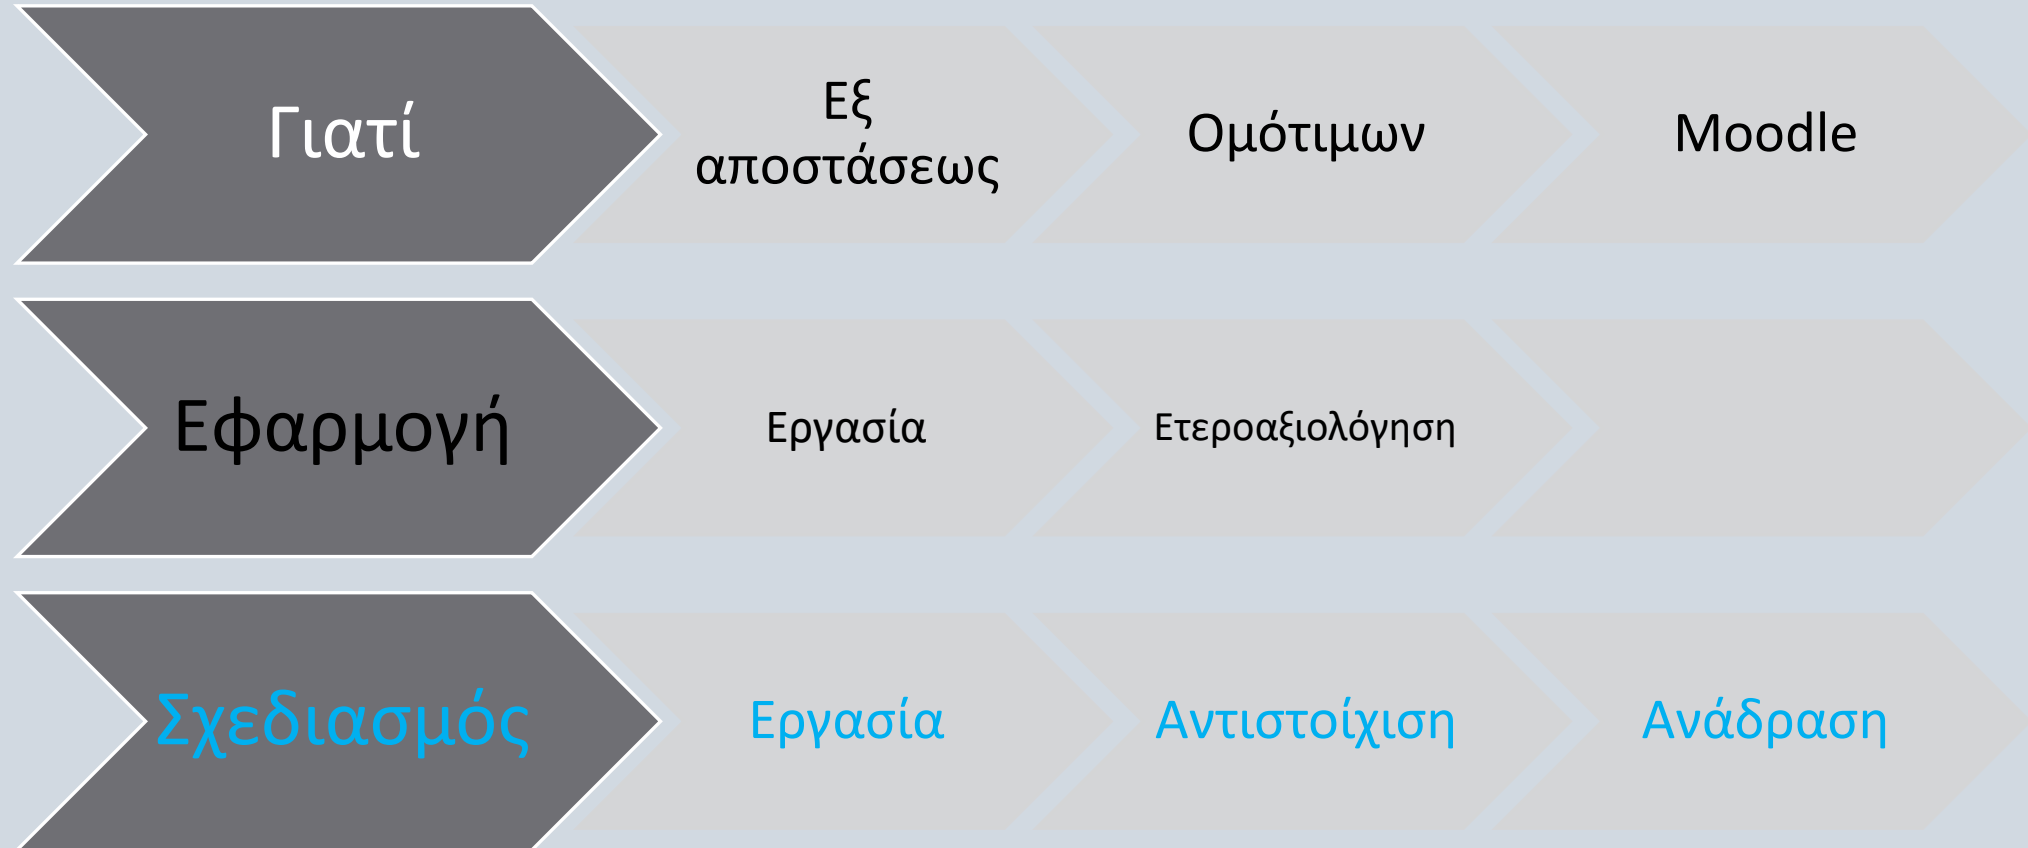 Γιατί
Εξ
αποστάσεως
Ομότιμων
Moodle
Εφαρμογή
Εργασία
Ετεροαξιολόγηση
Σχεδιασμός
Εργασία
Αντιστοίχιση
Ανάδραση